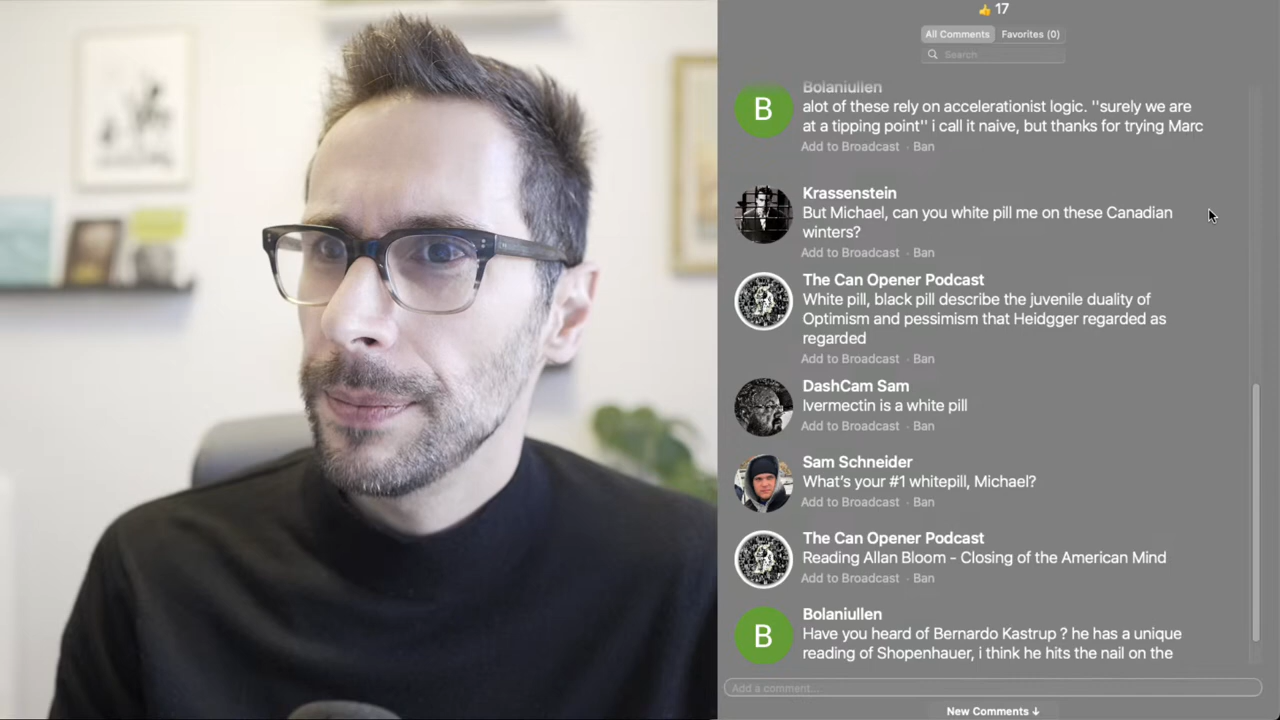 👍 17
All Comments Favorites (0)
Search
Bolaniullen
B
alot of these rely on accelerationist logic. ''surely we are
at a tipping point'' i call it naive, but thanks for trying Marc
Add to Broadcast · Ban
Krassenstein
But Michael, can you white pill me on these Canadian
winters?
Add to Broadcast · Ban
The Can Opener Podcast
White pill, black pill describe the juvenile duality of
Optimism and pessimism that Heidgger regarded as
regarded
Add to Broadcast · Ban
DashCam Sam
Ivermectin is a white pill
Add to Broadcast · Ban
Sam Schneider
What's your #1 whitepill, Michael?
Add to Broadcast · Ban
The Can Opener Podcast
Reading Allan Bloom - Closing of the American Mind
Add to Broadcast · Ban
Bolaniullen
B
Have you heard of Bernardo Kastrup ? he has a unique
reading of Shopenhauer, i think he hits the nail on the
Add a comment...
New Comments ↓